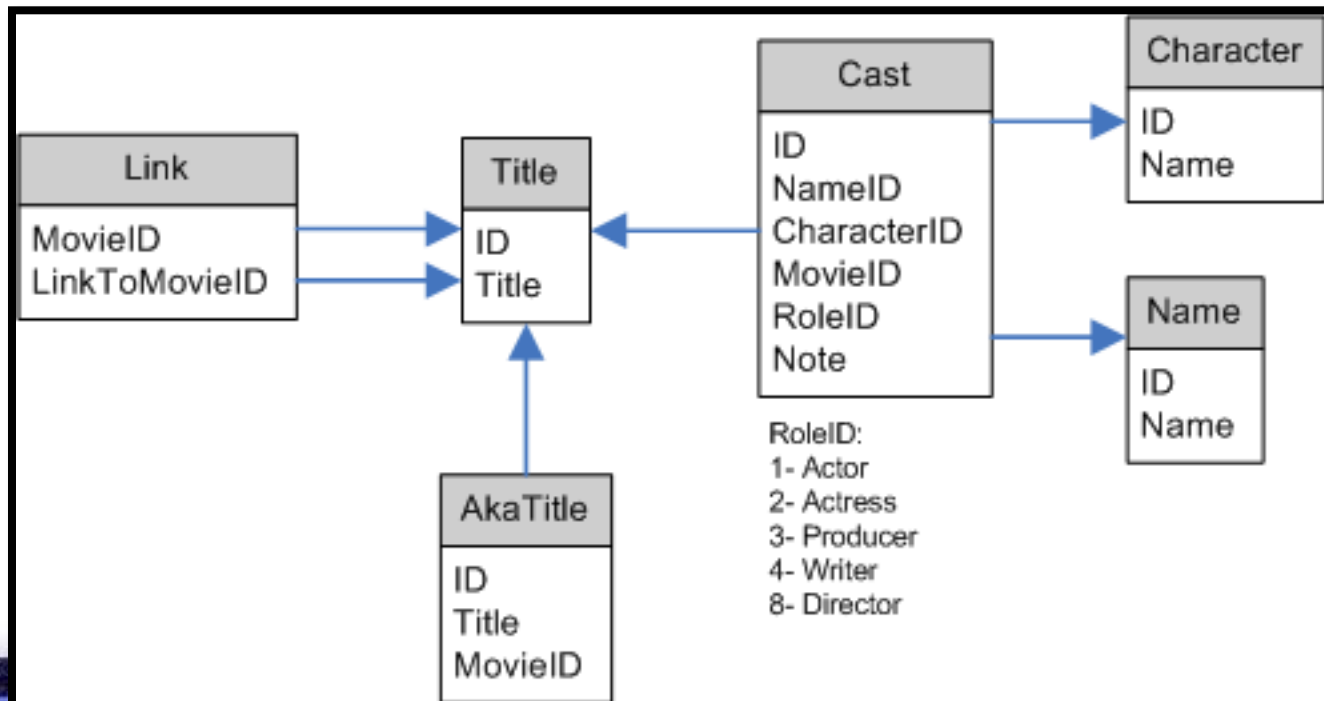 Link
MovieID
LinkToMovieID
Title
ID
Title
AkaTitle
ID
Title
MovieID
Cast
ID
NameID
CharacterID
MovieID
RoleID
Note
RoleID:
1- Actor
2- Actress
3- Producer
4- Writer
8- Director
Character
ID
Name
Name
ID
Name